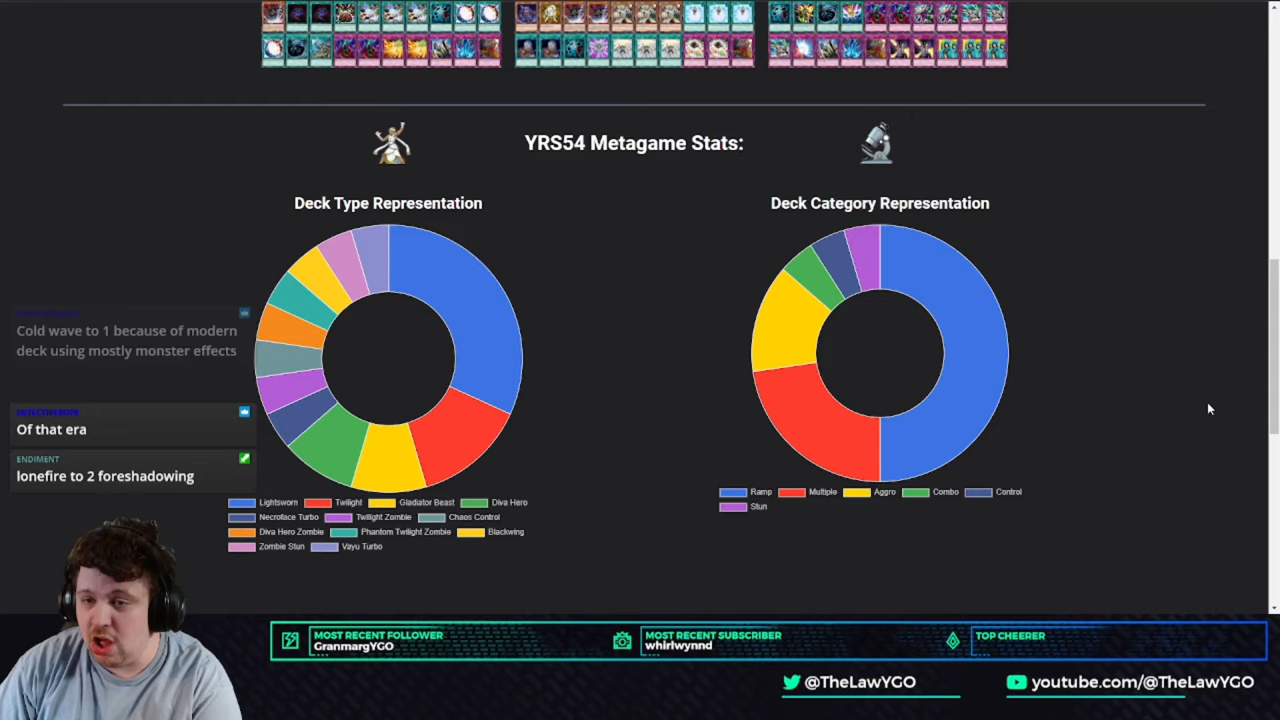 YRS54 Metagame Stats:
Deck Type Representation
Deck Category Representation
Cold wave to 1 because of modern
deck using mostly monster effects
Of that era
ENDIMENT
lonefire to 2 foreshadowing
Lightsworn Twilight Gladiator Beast Diva Hero
Necroface Turbo Twilight Zombie Chaos Control
Diva Hero Zombie Phantom Twilight Zombie Blackwing
Zombie Stun Vayu Turbo
Ramp Multiple Aggro Combo Control
Stun
MOST RECENT FOLLOWER
GranmargYGO
MOST RECENT SUBSCRIBER
whirlwynnd
TOP CHEERER
@TheLawYGO
youtube.com/@TheLawYGO